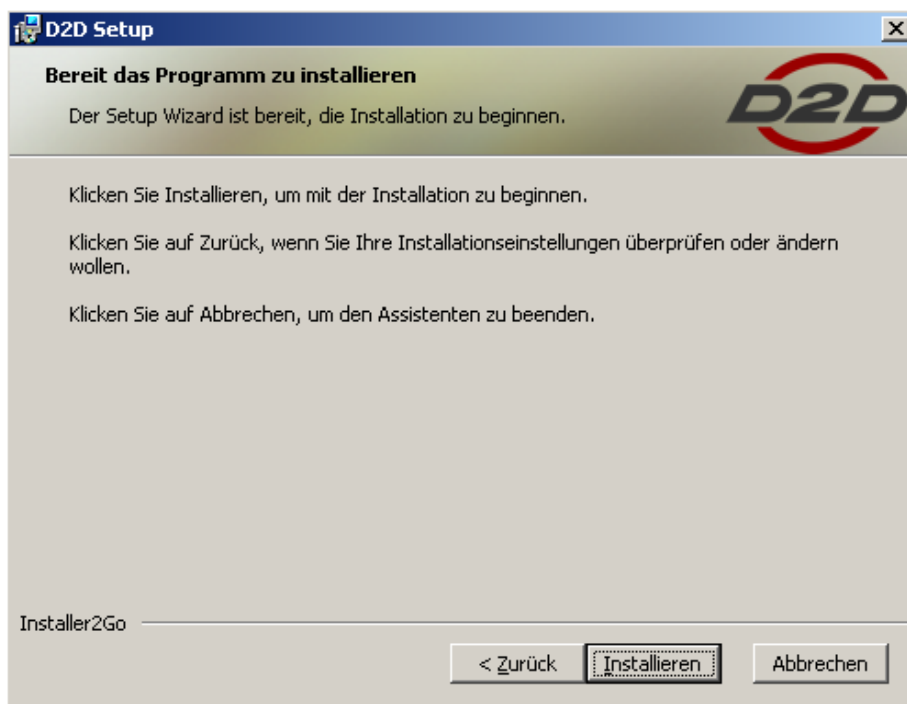 D2D Setup
Bereit das Programm zu installieren
Der Setup Wizard ist bereit, die Installation zu beginnen.
D2D
Klicken Sie Installieren, um mit der Installation zu beginnen.
Klicken Sie auf Zurück, wenn Sie Ihre Installationseinstellungen überprüfen oder ändern
wollen.
Klicken Sie auf Abbrechen, um den Assistenten zu beenden.
Installer2Go
< Zurück
Installieren
Abbrechen